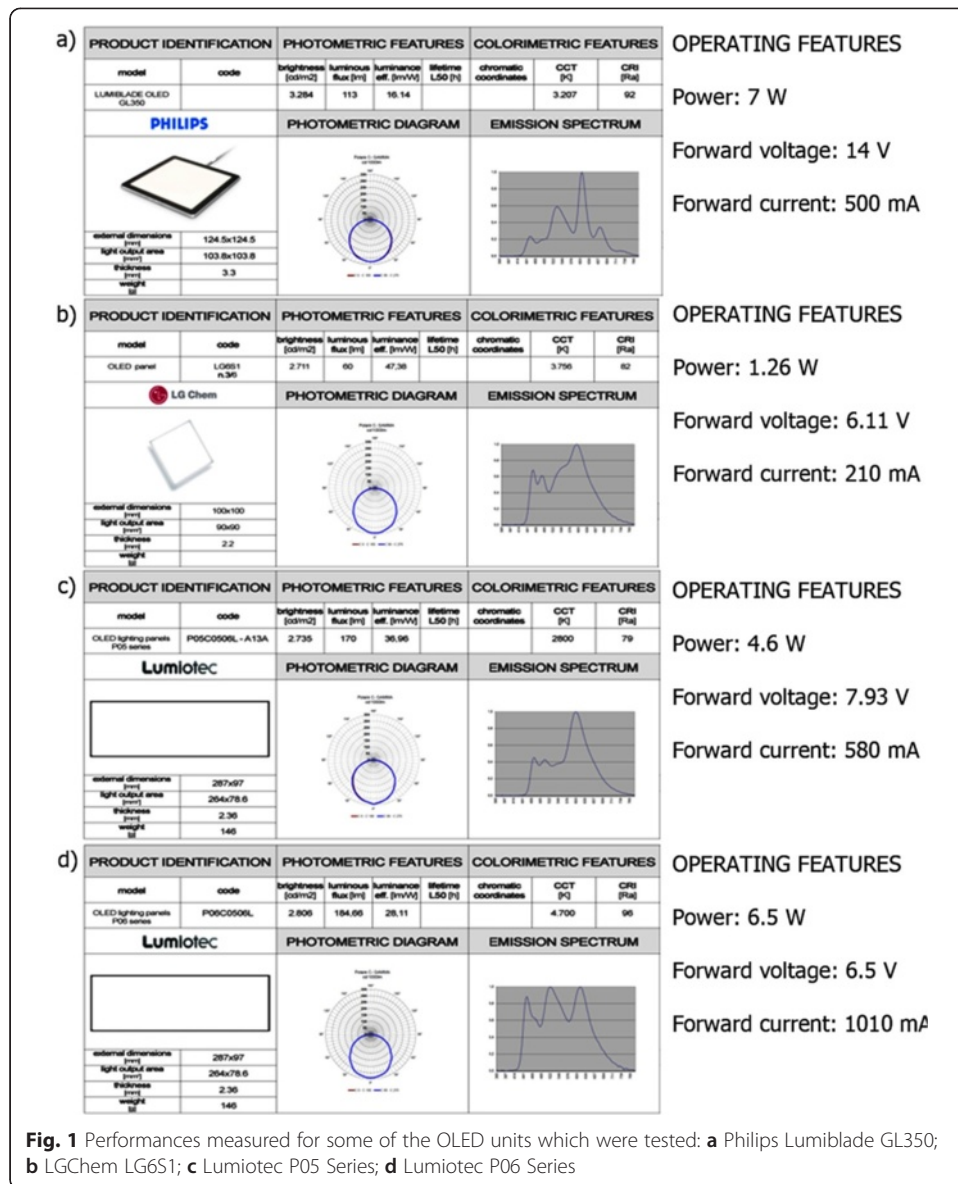 a)
PRODUCT IDENTIFICATION PHOTOMETRIC FEATURES COLORIMETRIC FEATURES
model code brightness [cd/m2] luminous flux [lm] luminance eff. [lm/W] lifetime L50 [h] chromatic coordinates CCT [K] CRI [Ra]
LUMIBLADE OLED GL350 3.284 113 16.14 3.207 92
PHILIPS PHOTOMETRIC DIAGRAM EMISSION SPECTRUM
external dimensions [mm] 124.5x124.5
light output area [mm²] 103.8x103.8
thickness [mm] 3.3
weight
OPERATING FEATURES
Power: 7 W
Forward voltage: 14 V
Forward current: 500 mA
b)
PRODUCT IDENTIFICATION PHOTOMETRIC FEATURES COLORIMETRIC FEATURES
model code brightness [cd/m2] luminous flux [lm] luminance eff. [lm/W] lifetime L50 [h] chromatic coordinates CCT [K] CRI [Ra]
OLED panel LG6S1 n.3/6 2.711 60 47,38 3.756 82
LG Chem PHOTOMETRIC DIAGRAM EMISSION SPECTRUM
external dimensions [mm] 100x100
light output area [mm²] 90x90
thickness [mm] 2.2
weight
OPERATING FEATURES
Power: 1.26 W
Forward voltage: 6.11 V
Forward current: 210 mA
c)
PRODUCT IDENTIFICATION PHOTOMETRIC FEATURES COLORIMETRIC FEATURES
model code brightness [cd/m2] luminous flux [lm] luminance eff. [lm/W] lifetime L50 [h] chromatic coordinates CCT [K] CRI [Ra]
OLED lighting panels P05 series P05C0506L - A13A 2.735 170 36,96 2800 79
Lumiotec PHOTOMETRIC DIAGRAM EMISSION SPECTRUM
external dimensions [mm] 287x97
light output area [mm²] 264x78.6
thickness [mm] 2.36
weight 146
OPERATING FEATURES
Power: 4.6 W
Forward voltage: 7.93 V
Forward current: 580 mA
d)
PRODUCT IDENTIFICATION PHOTOMETRIC FEATURES COLORIMETRIC FEATURES
model code brightness [cd/m2] luminous flux [lm] luminance eff. [lm/W] lifetime L50 [h] chromatic coordinates CCT [K] CRI [Ra]
OLED lighting panels P06 series P06C0506L 2.806 184,66 28,11 4.700 96
Lumiotec PHOTOMETRIC DIAGRAM EMISSION SPECTRUM
external dimensions [mm] 287x97
light output area [mm²] 264x78.6
thickness [mm] 2.36
weight 146
OPERATING FEATURES
Power: 6.5 W
Forward voltage: 6.5 V
Forward current: 1010 mA
Fig. 1 Performances measured for some of the OLED units which were tested: a Philips Lumiblade GL350;
b LGChem LG6S1; c Lumiotec P05 Series; d Lumiotec P06 Series